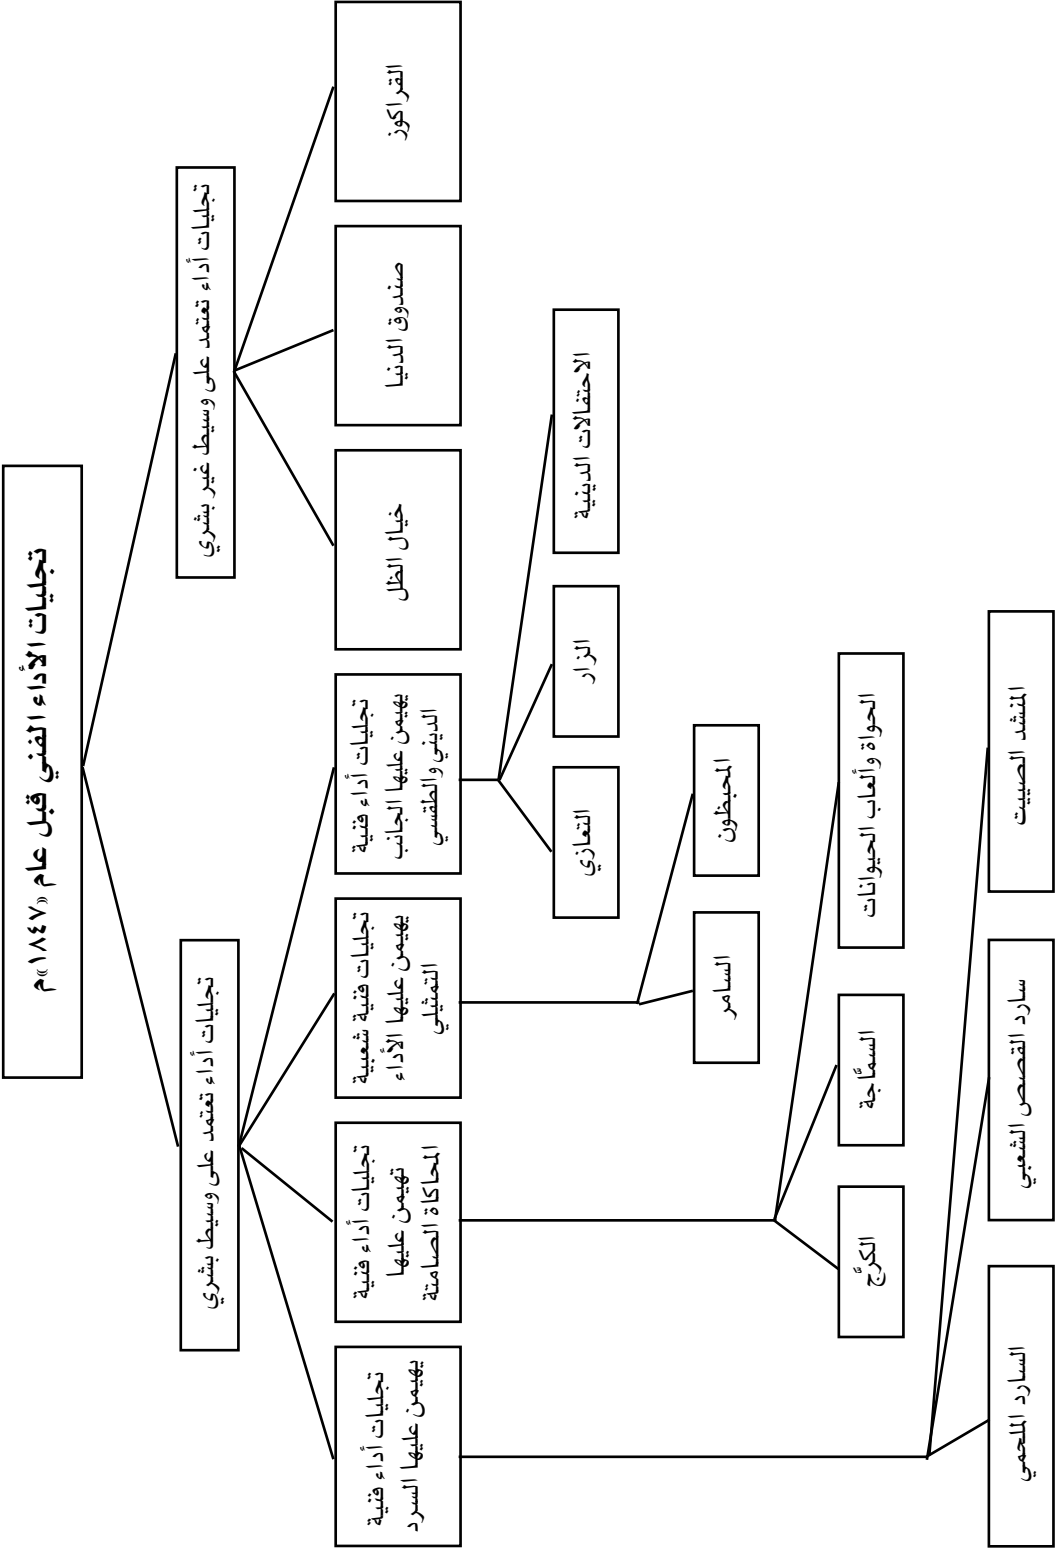 تجليات الأداء الفني قبل عام «١٨٤٧»م
تجليات أداء تعتمد على وسيط غير بشري
تجليات أداء تعتمد على وسيط بشري
القراكوز
صندوق الدنيا
خيال الظل
تجليات أداء فنية
يهيمن عليها الجانب
الديني والطقسي
تجليات فنية شعبية
يهيمن عليها الأداء
التمثيلي
تجليات أداء فنية
تهيمن عليها
المحاكاة الصامتة
تجليات أداء فنية
يهيمن عليها السرد
الاحتفالات الدينية
الزار
التعازي
المحبظون
السامر
الحواة وألعاب الحيوانات
السمَّاجة
الكرَّج
المنشد الصييت
سارد القصص الشعبي
السارد الملحمي